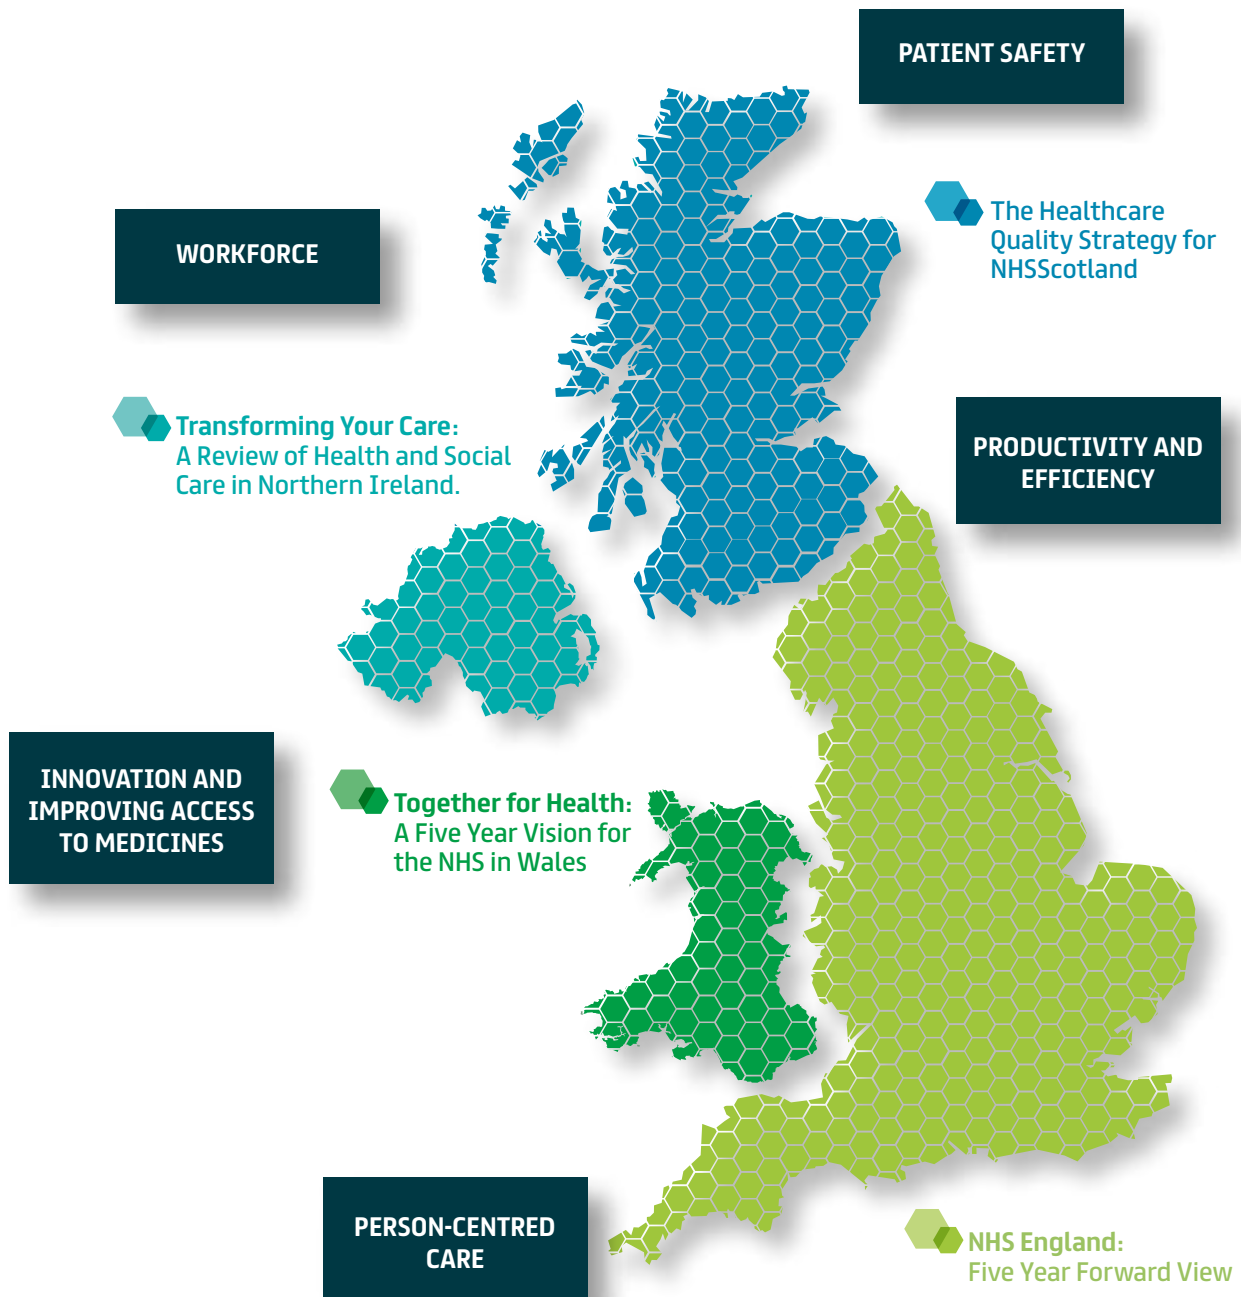 PATIENT SAFETY
The Healthcare
Quality Strategy for
NHSScotland
WORKFORCE
Transforming Your Care:
A Review of Health and Social
Care in Northern Ireland.
PRODUCTIVITY AND
EFFICIENCY
INNOVATION AND
IMPROVING ACCESS
TO MEDICINES
Together for Health:
A Five Year Vision for
the NHS in Wales
PERSON-CENTRED
CARE
NHS England:
Five Year Forward View